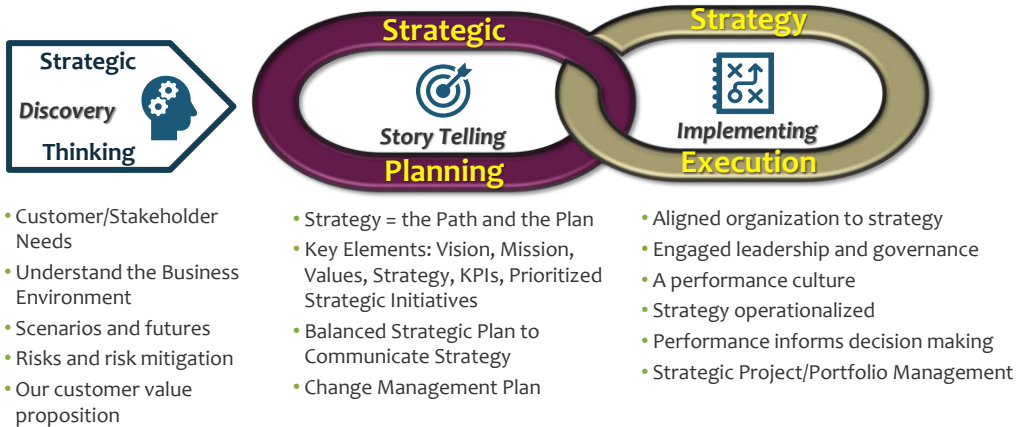 Strategic
Discovery
Thinking
Strategic
Story Telling
Planning
Strategy
Implementing
Execution
• Customer/Stakeholder
Needs
• Understand the Business
Environment
• Scenarios and futures
• Risks and risk mitigation
• Our customer value
proposition
• Strategy = the Path and the Plan
• Key Elements: Vision, Mission,
Values, Strategy, KPIs, Prioritized
Strategic Initiatives
• Balanced Strategic Plan to
Communicate Strategy
• Change Management Plan
• Aligned organization to strategy
• Engaged leadership and governance
• A performance culture
• Strategy operationalized
• Performance informs decision making
• Strategic Project/Portfolio Management